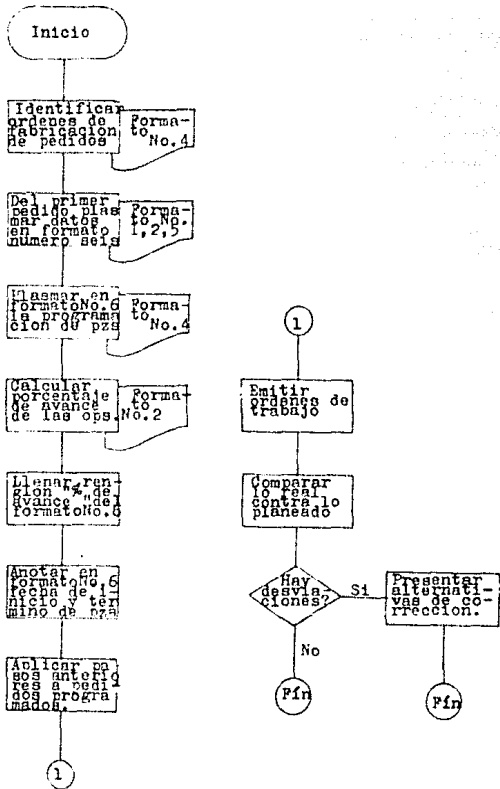 Inicio
Identificar
ordenes de
fabricacion
de pedidos
Forma-
to
No.4
Del primer
pedido plas
mar datos
en formato
numero seis
Forma-
to No.
1,2,5
Plasmar en
formatoNo.6
la programa
cion de pzs
Forma-
to
No.4
Calcular
porcentaje
de avance
de las ops.
Forma-
to
No.2
Llenar ren-
glon "% de
avance "del
formatoNo.6
Anotar en
formatoNo.6
fecha de i-
nicio y ter
mino de pza
Aplicar pa
sos anterio
res a pedi
dos progra
mados.
1
1
Emitir
ordenes de
trabajo
Comparar
lo real
contra lo
planeado
Hay
desvia-
ciones?
Si
Presentar
alternati-
vas de co-
rreccion.
No
Fín
Fín